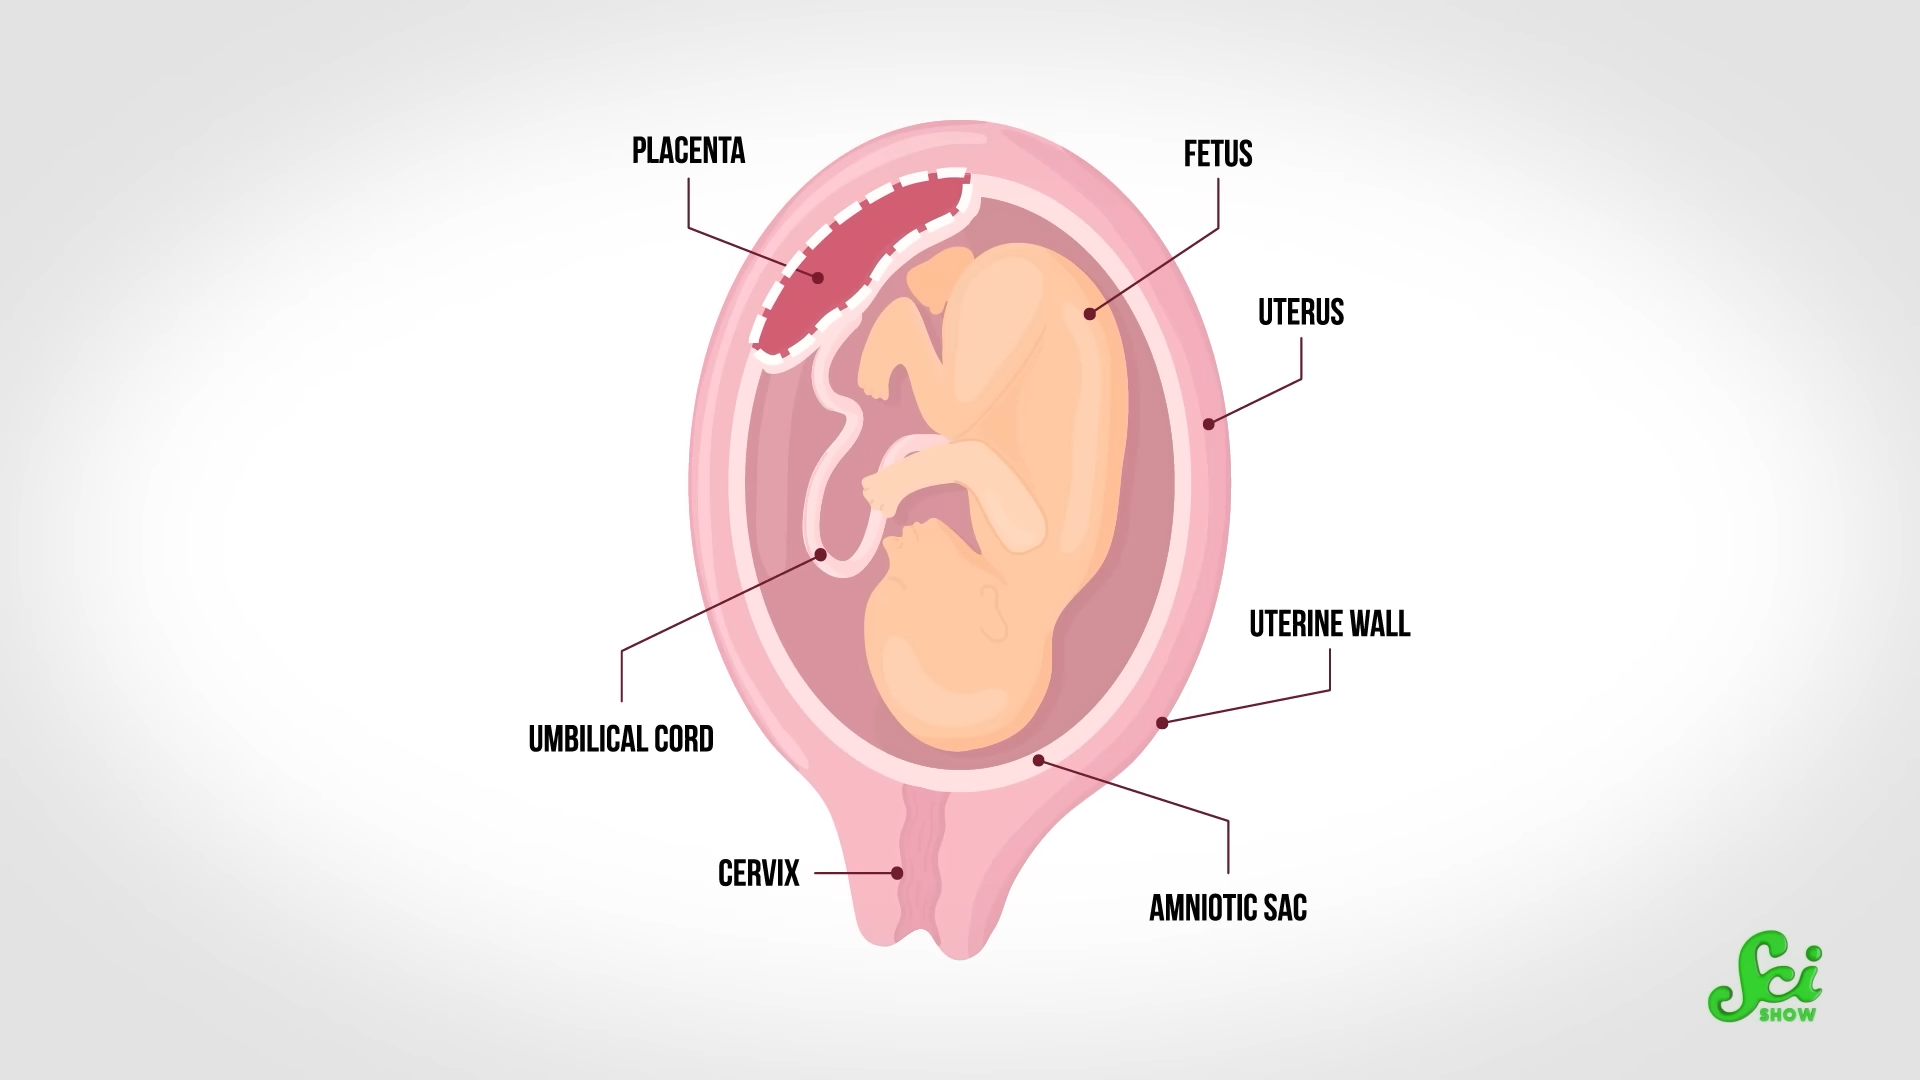 PLACENTA
FETUS
UTERUS
UTERINE WALL
UMBILICAL CORD
CERVIX
AMNIOTIC SAC
Sci
SHOW